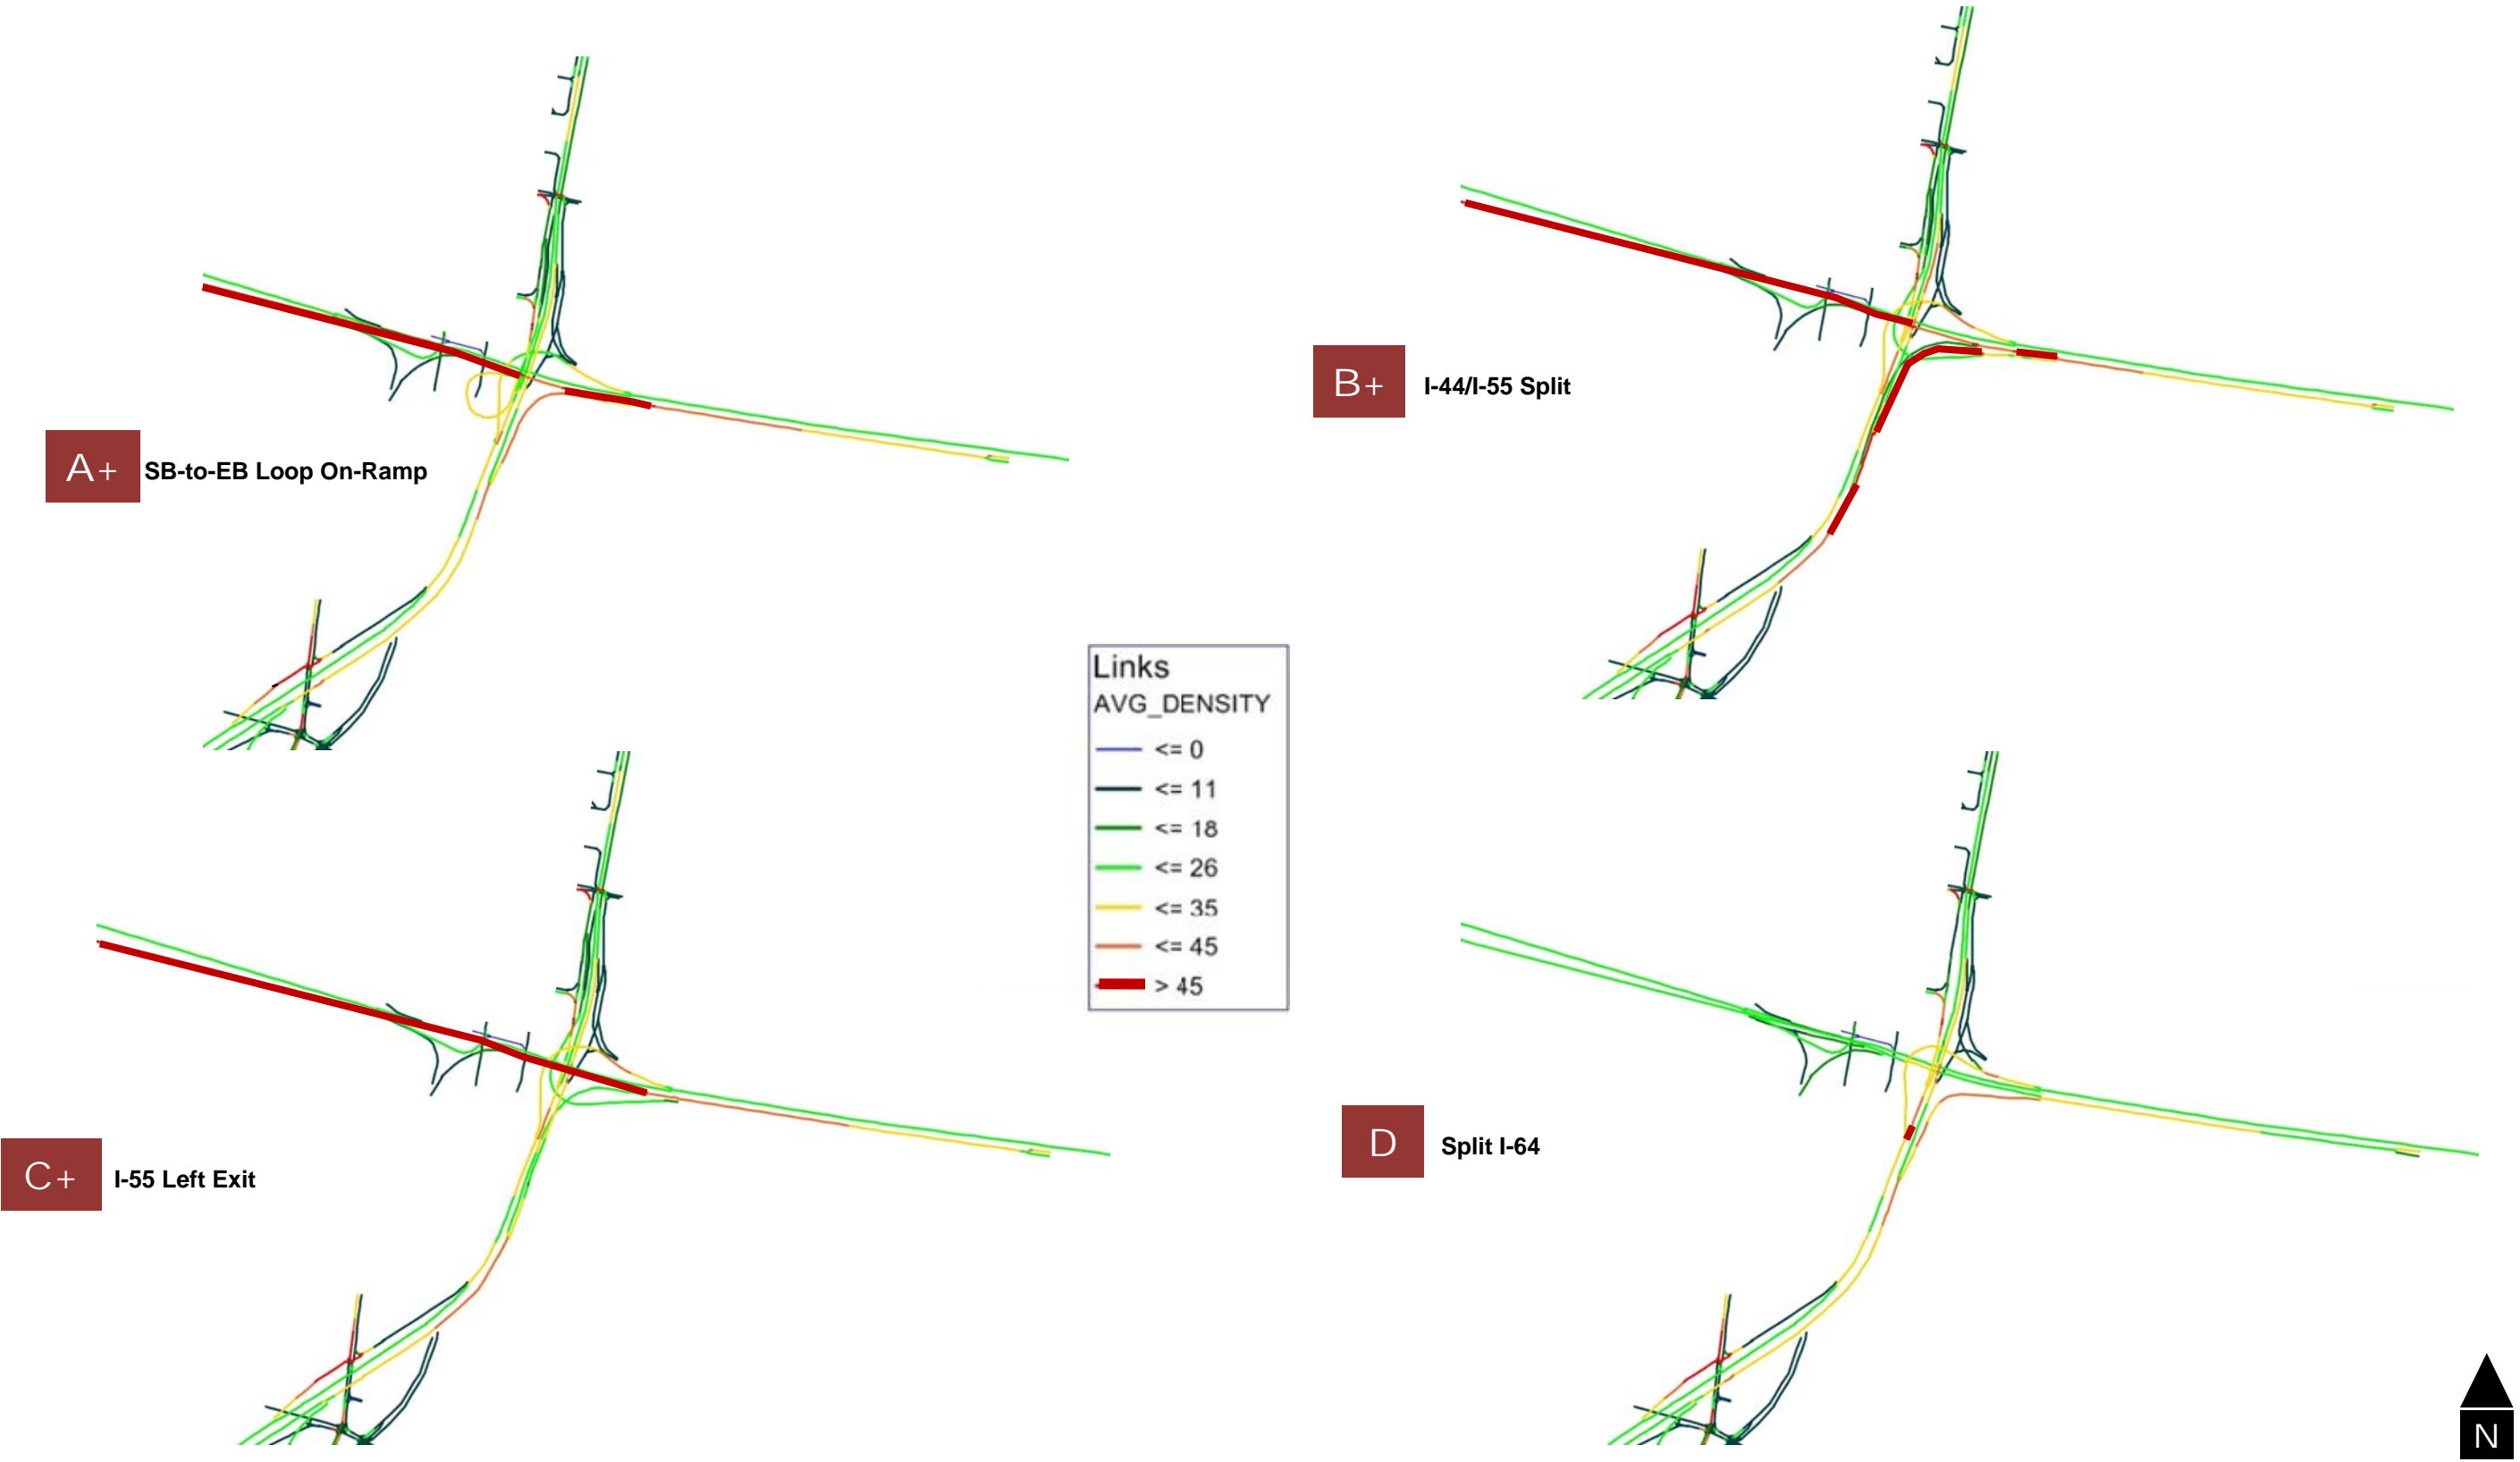 A+ SB-to-EB Loop On-Ramp
B+ I-44/I-55 Split
Links
AVG_DENSITY
<= 0
<= 11
<= 18
<= 26
<= 35
<= 45
> 45
C+ I-55 Left Exit
D Split I-64
N